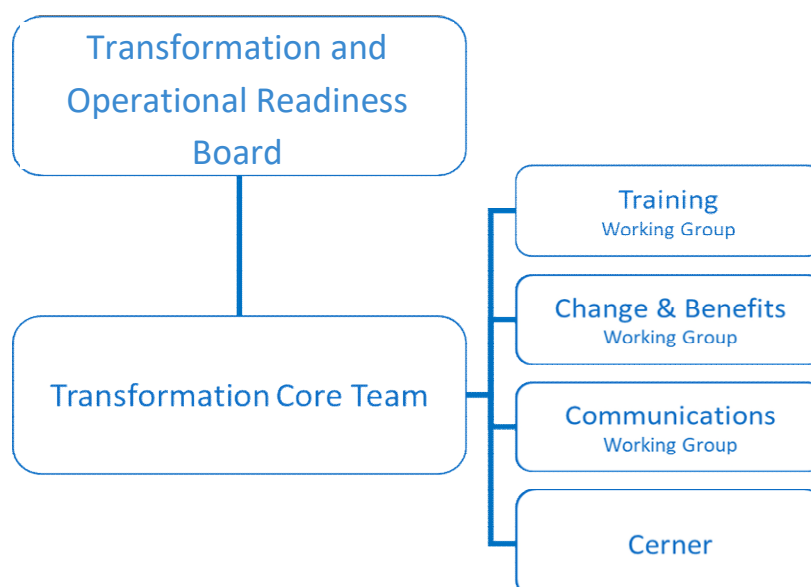 Transformation and
Operational Readiness
Board
Training
Working Group
Change & Benefits
Working Group
Transformation Core Team
Communications
Working Group
Cerner